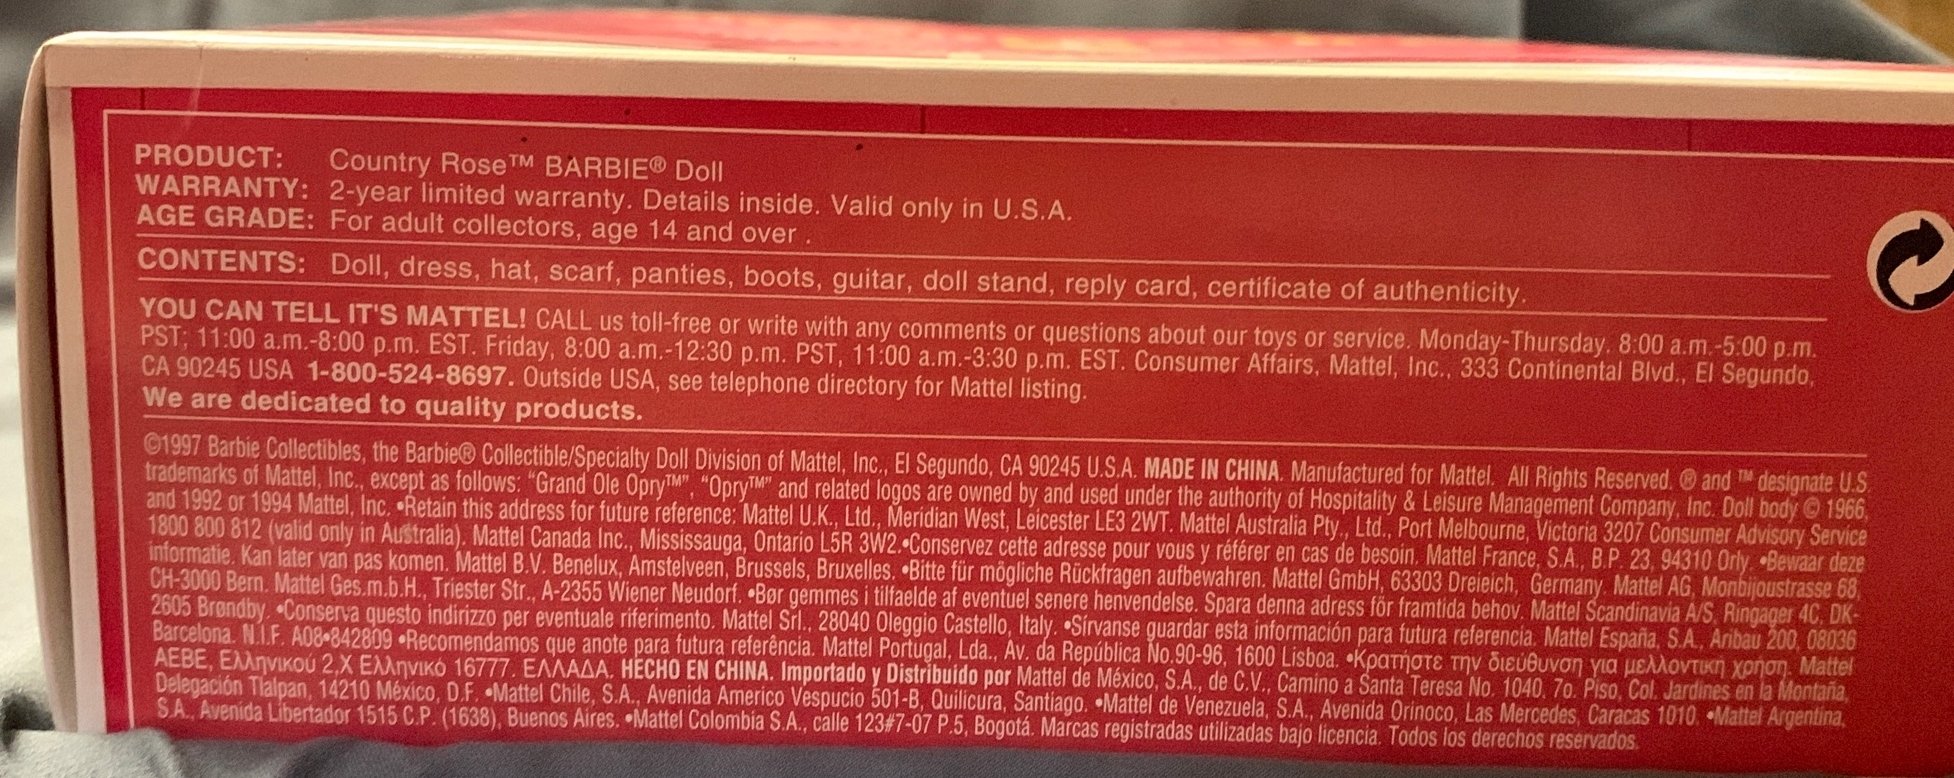 PRODUCT: Country Rose™ BARBIE® Doll
WARRANTY: 2-year limited warranty. Details inside. Valid only in U.S.A.
AGE GRADE: For adult collectors, age 14 and over .
CONTENTS: Doll, dress, hat, scarf, panties, boots, guitar, doll stand, reply card, certificate of authenticity.
YOU CAN TELL IT'S MATTEL! CALL us toll-free or write with any comments or questions about our toys or service. Monday-Thursday. 8:00 a.m.-5:00 p.m.
PST; 11:00 a.m.-8:00 p.m. EST. Friday, 8:00 a.m.-12:30 p.m. PST, 11:00 a.m.-3:30 p.m. EST. Consumer Affairs, Mattel, Inc., 333 Continental Blvd., El Segundo,
CA 90245 USA 1-800-524-8697. Outside USA, see telephone directory for Mattel listing.
We are dedicated to quality products.
©1997 Barbie Collectibles, the Barbie® Collectible/Specialty Doll Division of Mattel, Inc., El Segundo, CA 90245 U.S.A. MADE IN CHINA. Manufactured for Mattel. All Rights Reserved. ® and ™ designate U.S
trademarks of Mattel, Inc., except as follows: “Grand Ole Opry™”, “Opry™” and related logos are owned by and used under the authority of Hospitality & Leisure Management Company, Inc. Doll body © 1966,
and 1992 or 1994 Mattel, Inc. •Retain this address for future reference: Mattel U.K., Ltd., Meridian West, Leicester LE3 2WT. Mattel Australia Pty., Ltd., Port Melbourne, Victoria 3207 Consumer Advisory Service
1800 800 812 (valid only in Australia). Mattel Canada Inc., Mississauga, Ontario L5R 3W2.•Conservez cette adresse pour vous y référer en cas de besoin. Mattel France, S.A., B.P. 23, 94310 Orly. •Bewaar deze
informatie. Kan later van pas komen. Mattel B.V. Benelux, Amstelveen, Brussels, Bruxelles. •Bitte für mögliche Rückfragen aufbewahren. Mattel GmbH, 63303 Dreieich, Germany. Mattel AG, Monbijoustrasse 68,
CH-3000 Bern. Mattel Ges.m.b.H., Triester Str., A-2355 Wiener Neudorf. •Bør gemmes i tilfaelde af eventuel senere henvendelse. Spara denna adress för framtida behov. Mattel Scandinavia A/S, Ringager 4C, DK-
2605 Brøndby. •Conserva questo indirizzo per eventuale riferimento. Mattel Srl., 28040 Oleggio Castello, Italy. •Sírvanse guardar esta información para futura referencia. Mattel España, S.A., Aribau 200, 08036
Barcelona. N.I.F. A08•842809 •Recomendamos que anote para futura referência. Mattel Portugal, Lda., Av. da República No.90-96, 1600 Lisboa. •Κρατήστε την διεύθυνση για μελλοντική χρήση. Mattel
AEBE, Ελληνικού 2,X Ελληνικό 16777. ΕΛΛΑΔΑ. HECHO EN CHINA. Importado y Distribuido por Mattel de México, S.A., de C.V., Camino a Santa Teresa No. 1040, 7o. Piso, Col. Jardines en la Montaña,
Delegación Tlalpan, 14210 México, D.F. •Mattel Chile, S.A., Avenida Americo Vespucio 501-B, Quilicura, Santiago. •Mattel de Venezuela, S.A., Avenida Orinoco, Las Mercedes, Caracas 1010. •Mattel Argentina,
S.A., Avenida Libertador 1515 C.P. (1638), Buenos Aires. •Mattel Colombia S.A., calle 123#7-07 P.5, Bogotá. Marcas registradas utilizadas bajo licencia. Todos los derechos reservados.